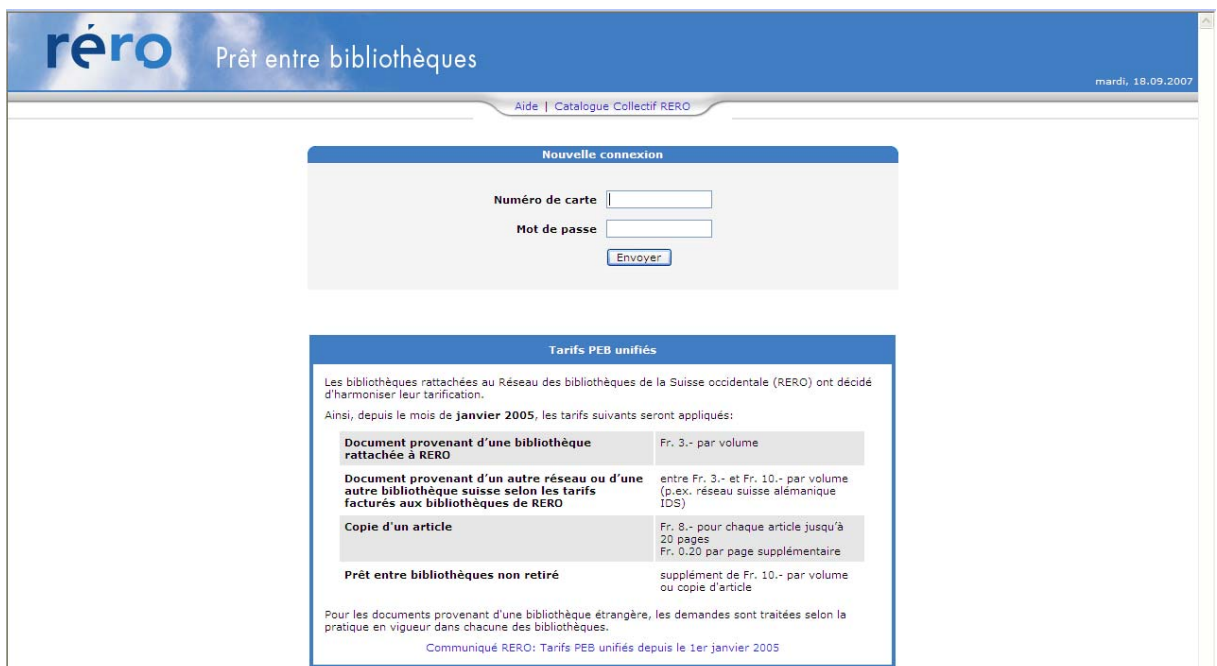 réro
Prêt entre bibliothèques
mardi, 18.09.2007
Aide | Catalogue Collectif RERO
Nouvelle connexion
Numéro de carte
Mot de passe
Envoyer
Tarifs PEB unifiés
Les bibliothèques rattachées au Réseau des bibliothèques de la Suisse occidentale (RERO) ont décidé
d'harmoniser leur tarification.
Ainsi, depuis le mois de janvier 2005, les tarifs suivants seront appliqués:
Document provenant d'une bibliothèque
rattachée à RERO
Fr. 3.- par volume
Document provenant d'un autre réseau ou d'une
autre bibliothèque suisse selon les tarifs
facturés aux bibliothèques de RERO
entre Fr. 3.- et Fr. 10.- par volume
(p.ex. réseau suisse alémanique
IDS)
Copie d'un article
Fr. 8.- pour chaque article jusqu'à
20 pages
Fr. 0.20 par page supplémentaire
Prêt entre bibliothèques non retiré
supplément de Fr. 10.- par volume
ou copie d'article
Pour les documents provenant d'une bibliothèque étrangère, les demandes sont traitées selon la
pratique en vigueur dans chacune des bibliothèques.
Communiqué RERO: Tarifs PEB unifiés depuis le 1er janvier 2005